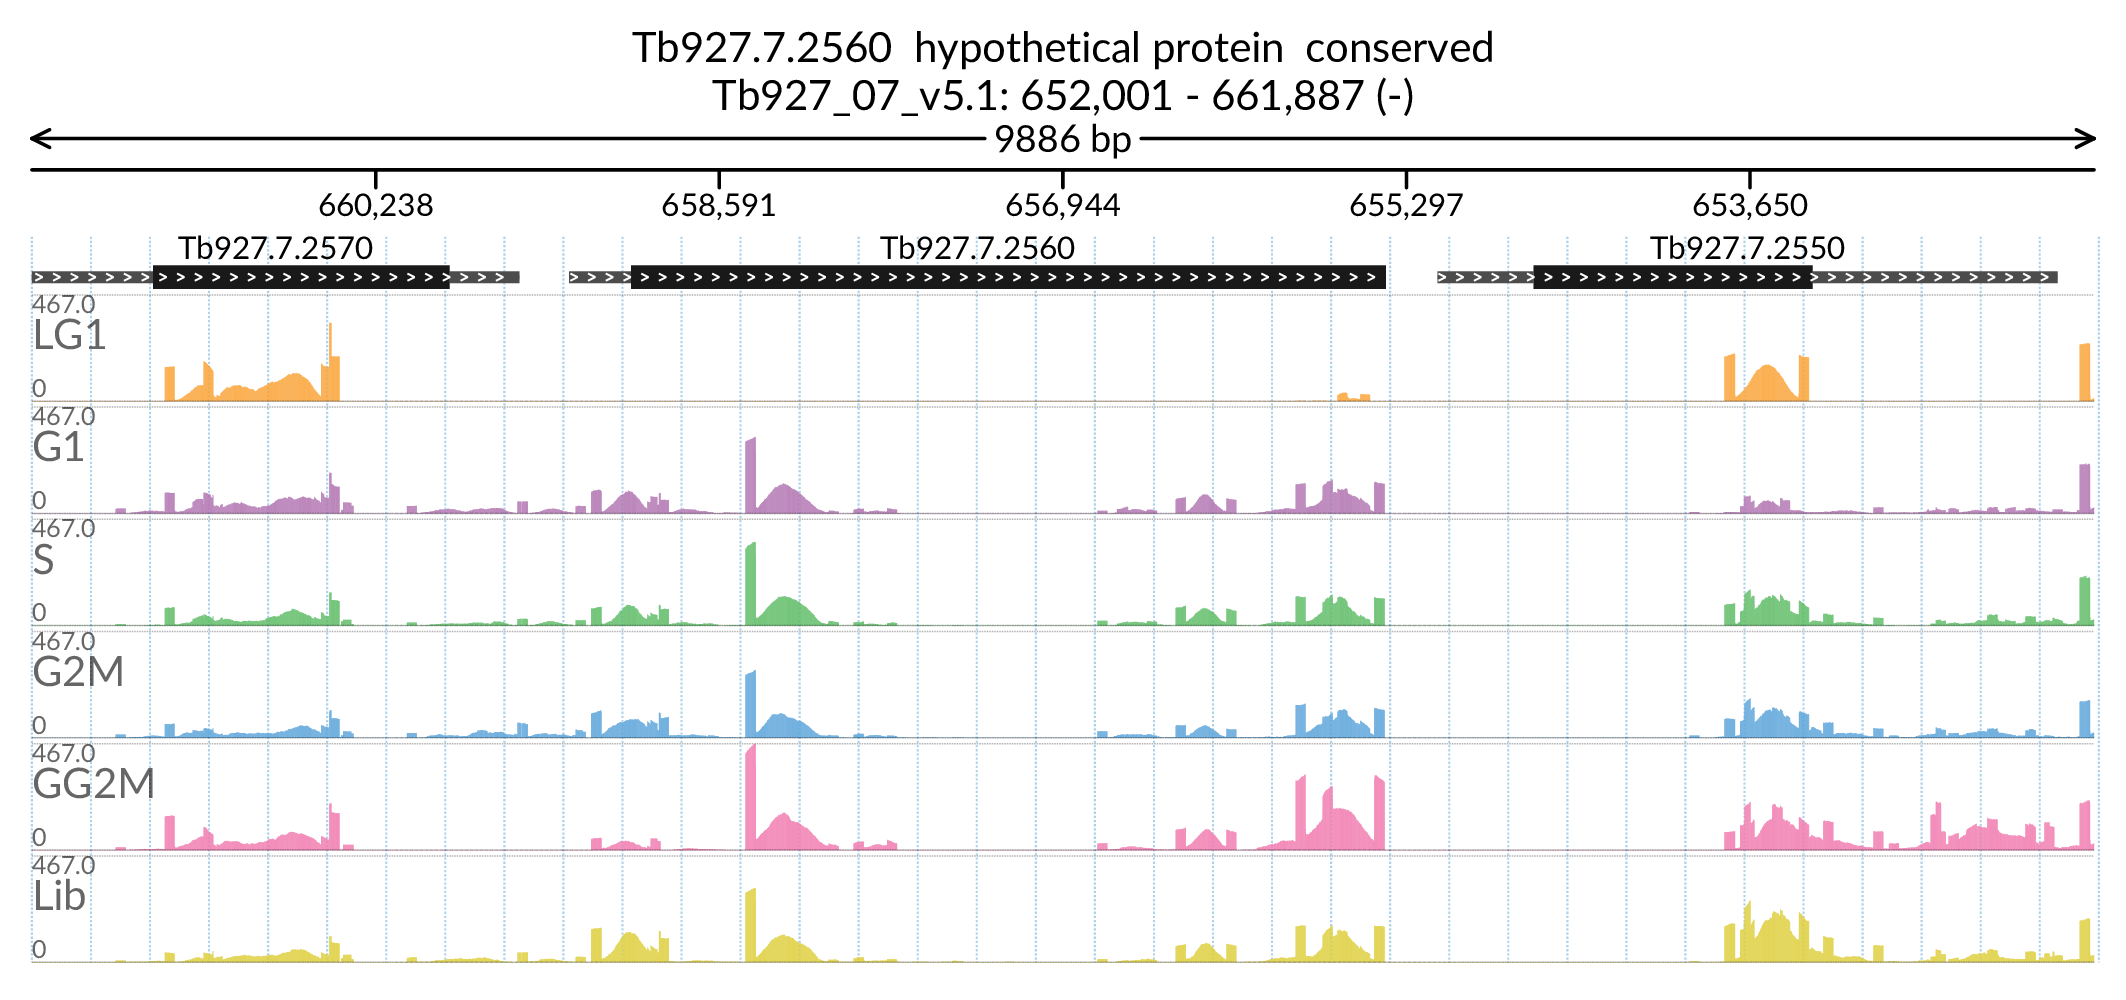 Tb927.7.2560  hypothetical protein  conserved
Tb927_07_v5.1: 652,001 - 661,887 (-)
9886 bp
660,238 658,591 656,944 655,297 653,650
Tb927.7.2570 Tb927.7.2560 Tb927.7.2550
467.0
LG1
0
467.0
G1
0
467.0
S
0
467.0
G2M
0
467.0
GG2M
0
467.0
Lib
0